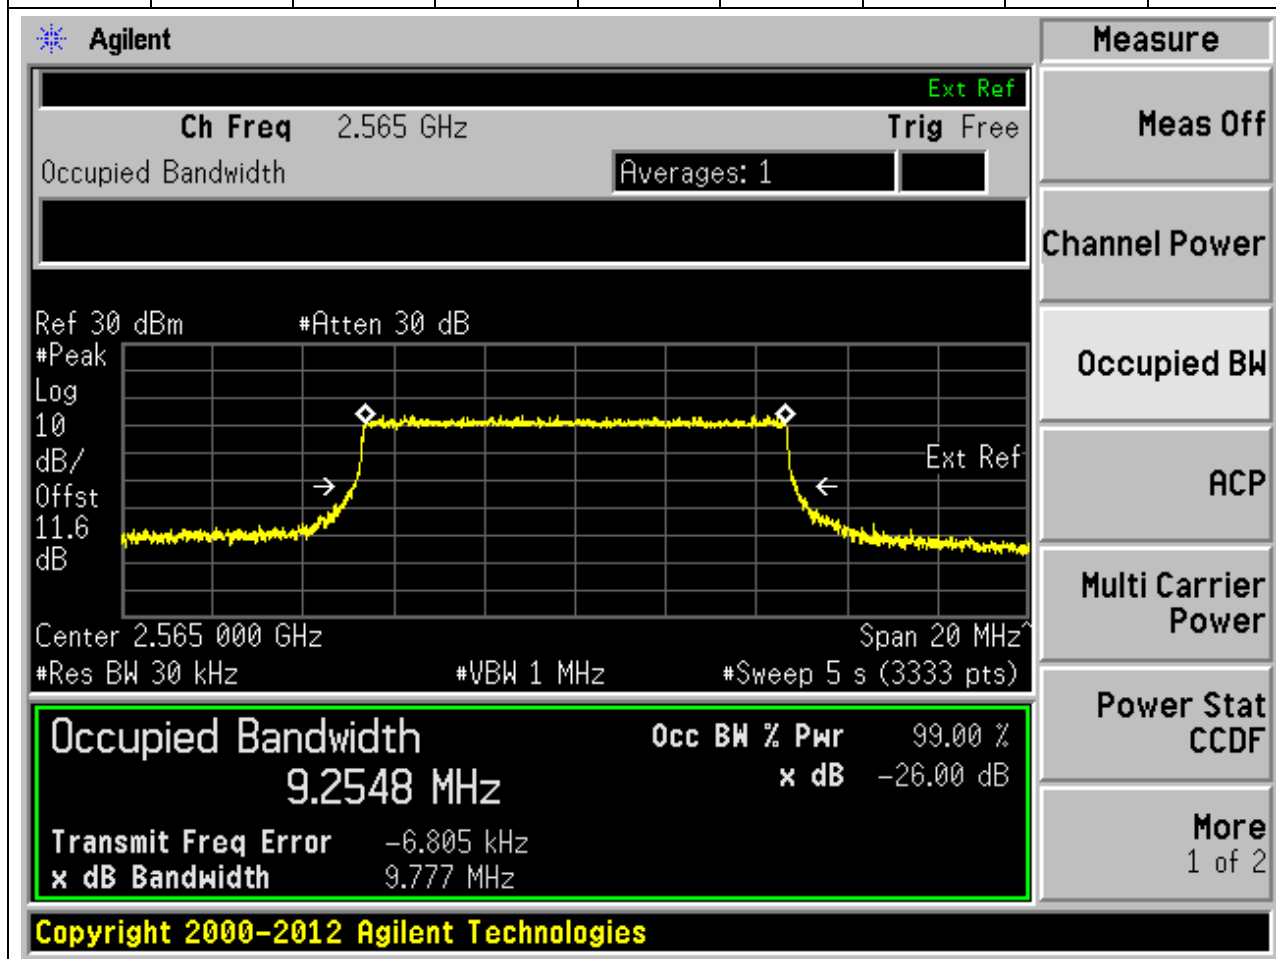 Agilent
Measure
Ext Ref
Ch Freq 2.565 GHz Trig Free
Meas Off
Occupied Bandwidth Averages: 1
Channel Power
Ref 30 dBm #Atten 30 dB
#Peak
Log
10
dB/
Offst
11.6
dB
Ext Ref
Occupied BW
ACP
Center 2.565 000 GHz Span 20 MHz^
#Res BW 30 kHz #VBW 1 MHz #Sweep 5 s (3333 pts)
Multi Carrier
Power
Occupied Bandwidth Occ BW % Pwr 99.00 %
9.2548 MHz x dB -26.00 dB
Transmit Freq Error -6.805 kHz
x dB Bandwidth 9.777 MHz
Power Stat
CCDF
More
1 of 2
Copyright 2000-2012 Agilent Technologies